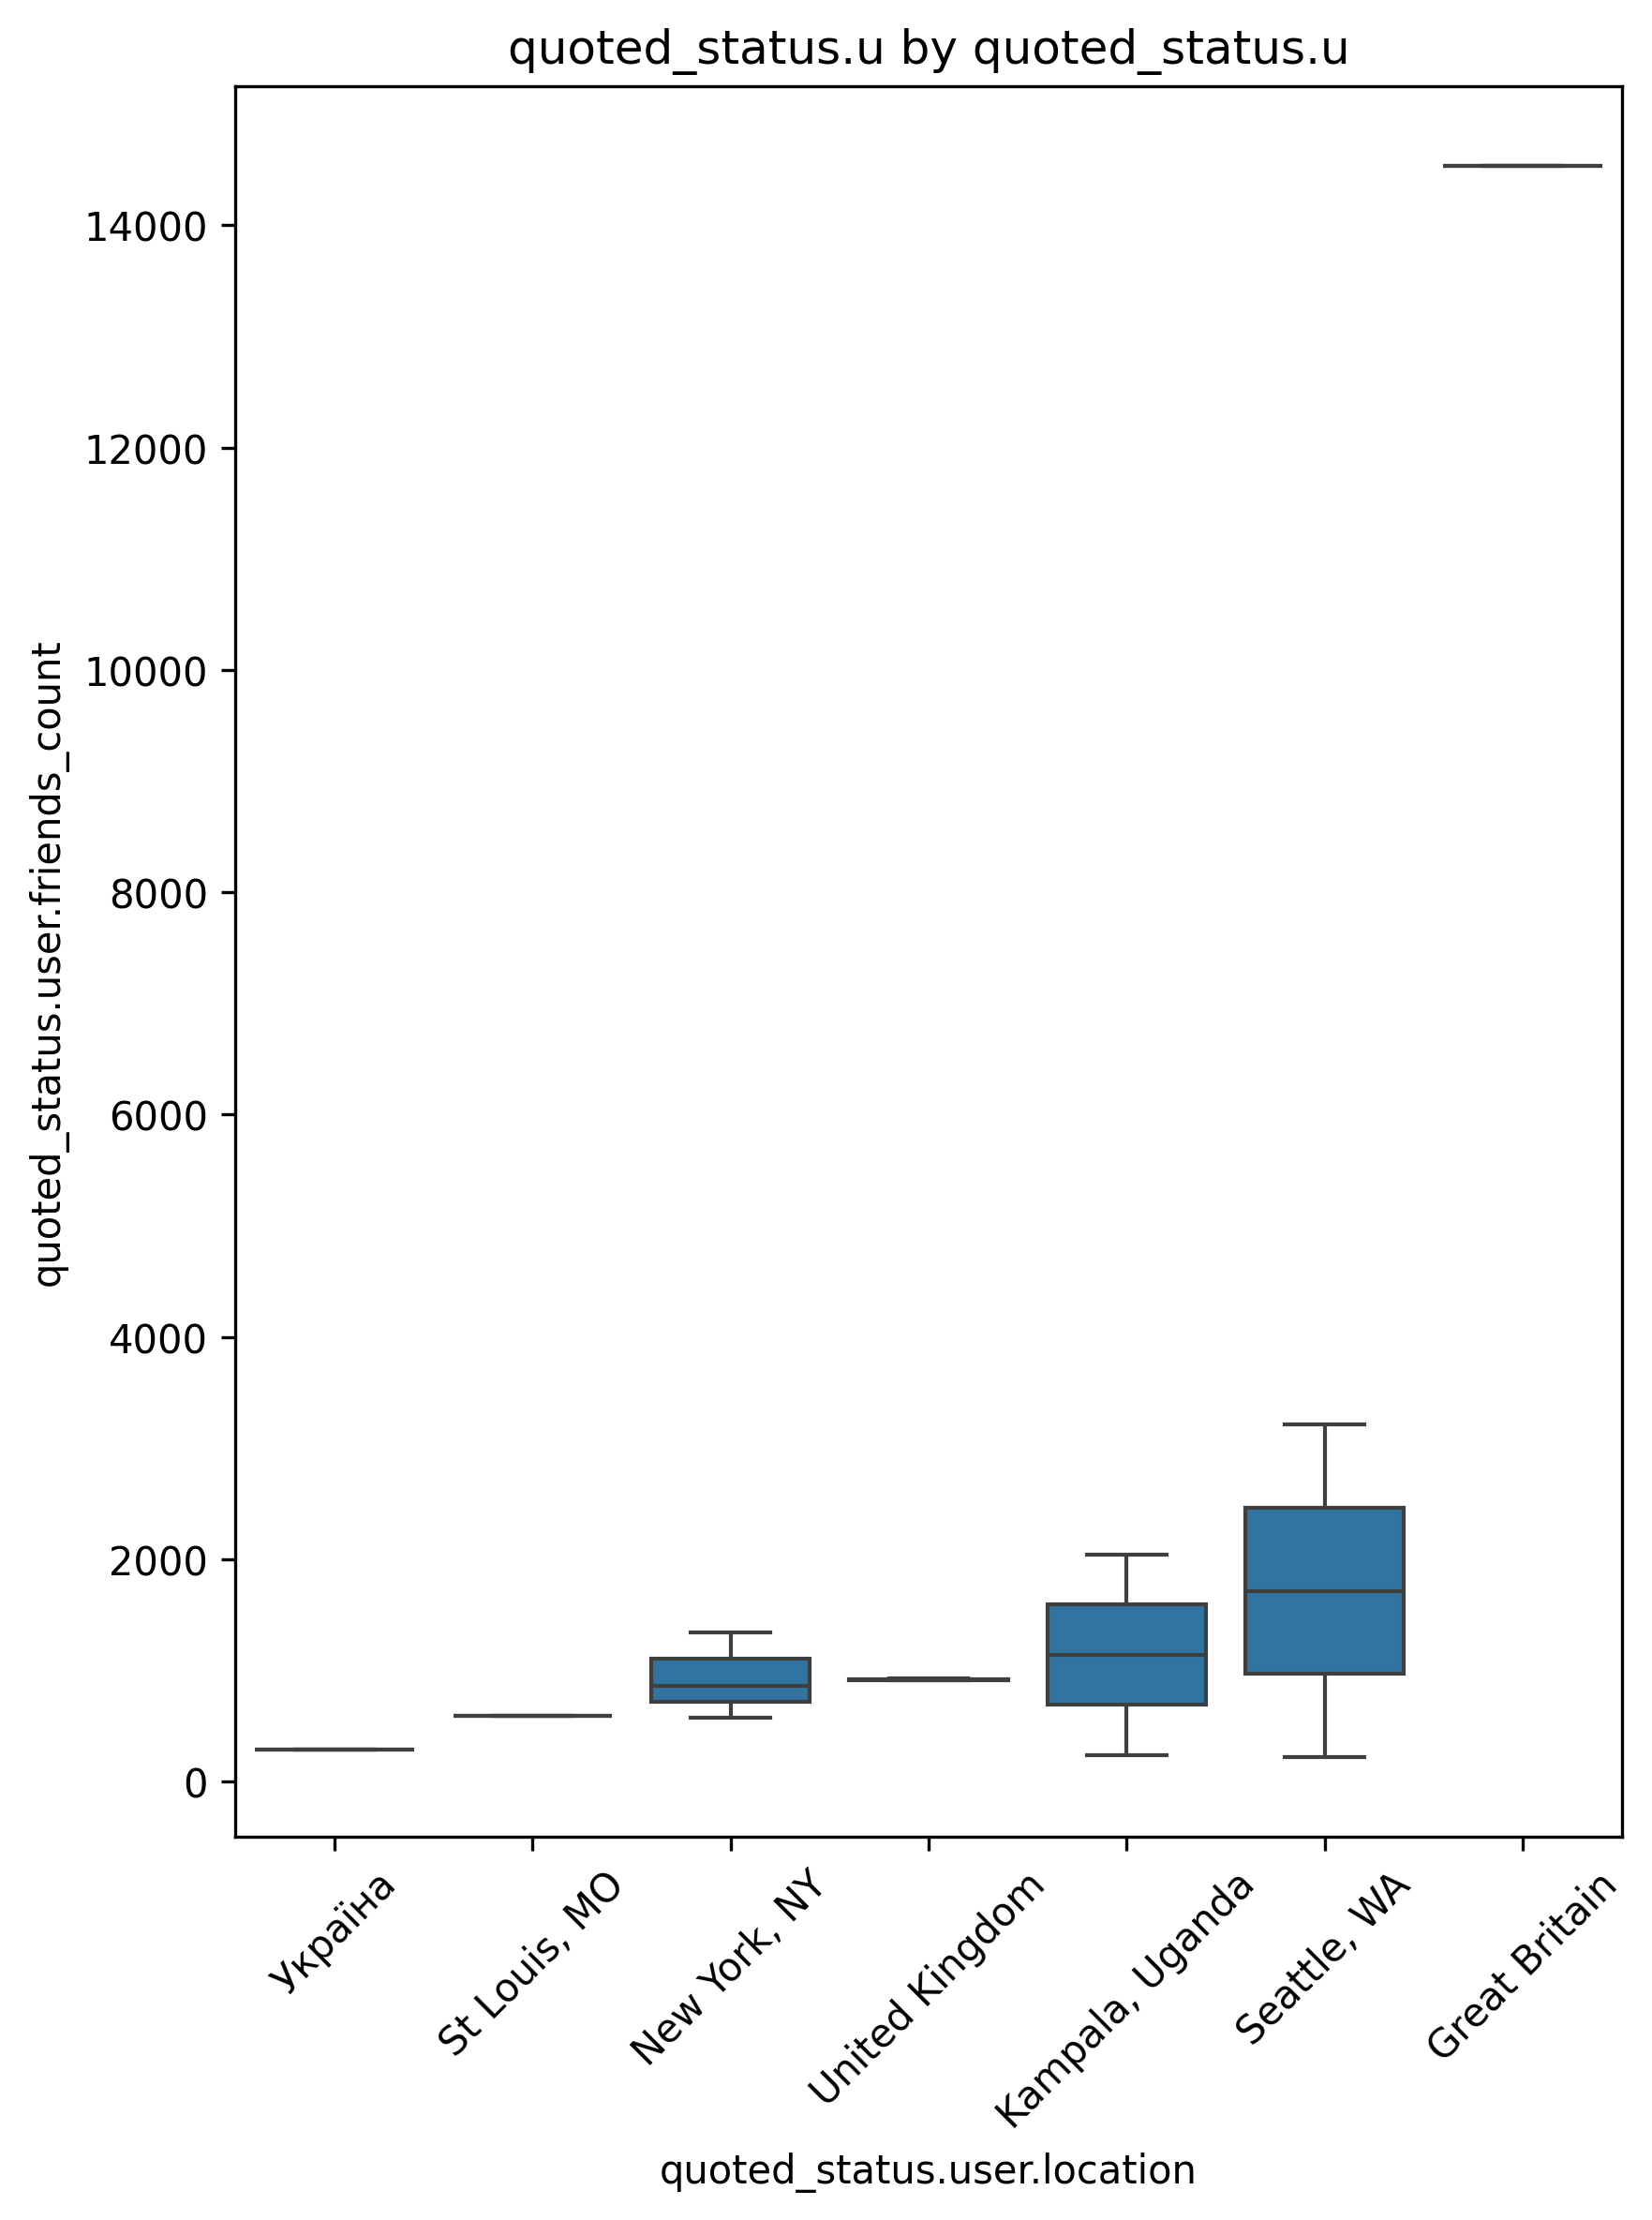 quoted_status.u by quoted_status.u
quoted_status.user.friends_count
14000
12000
10000
8000
6000
4000
2000
0
Україна
St Louis, MO
New York, NY
United Kingdom
Kampala, Uganda
Seattle, WA
Great Britain
quoted_status.user.location